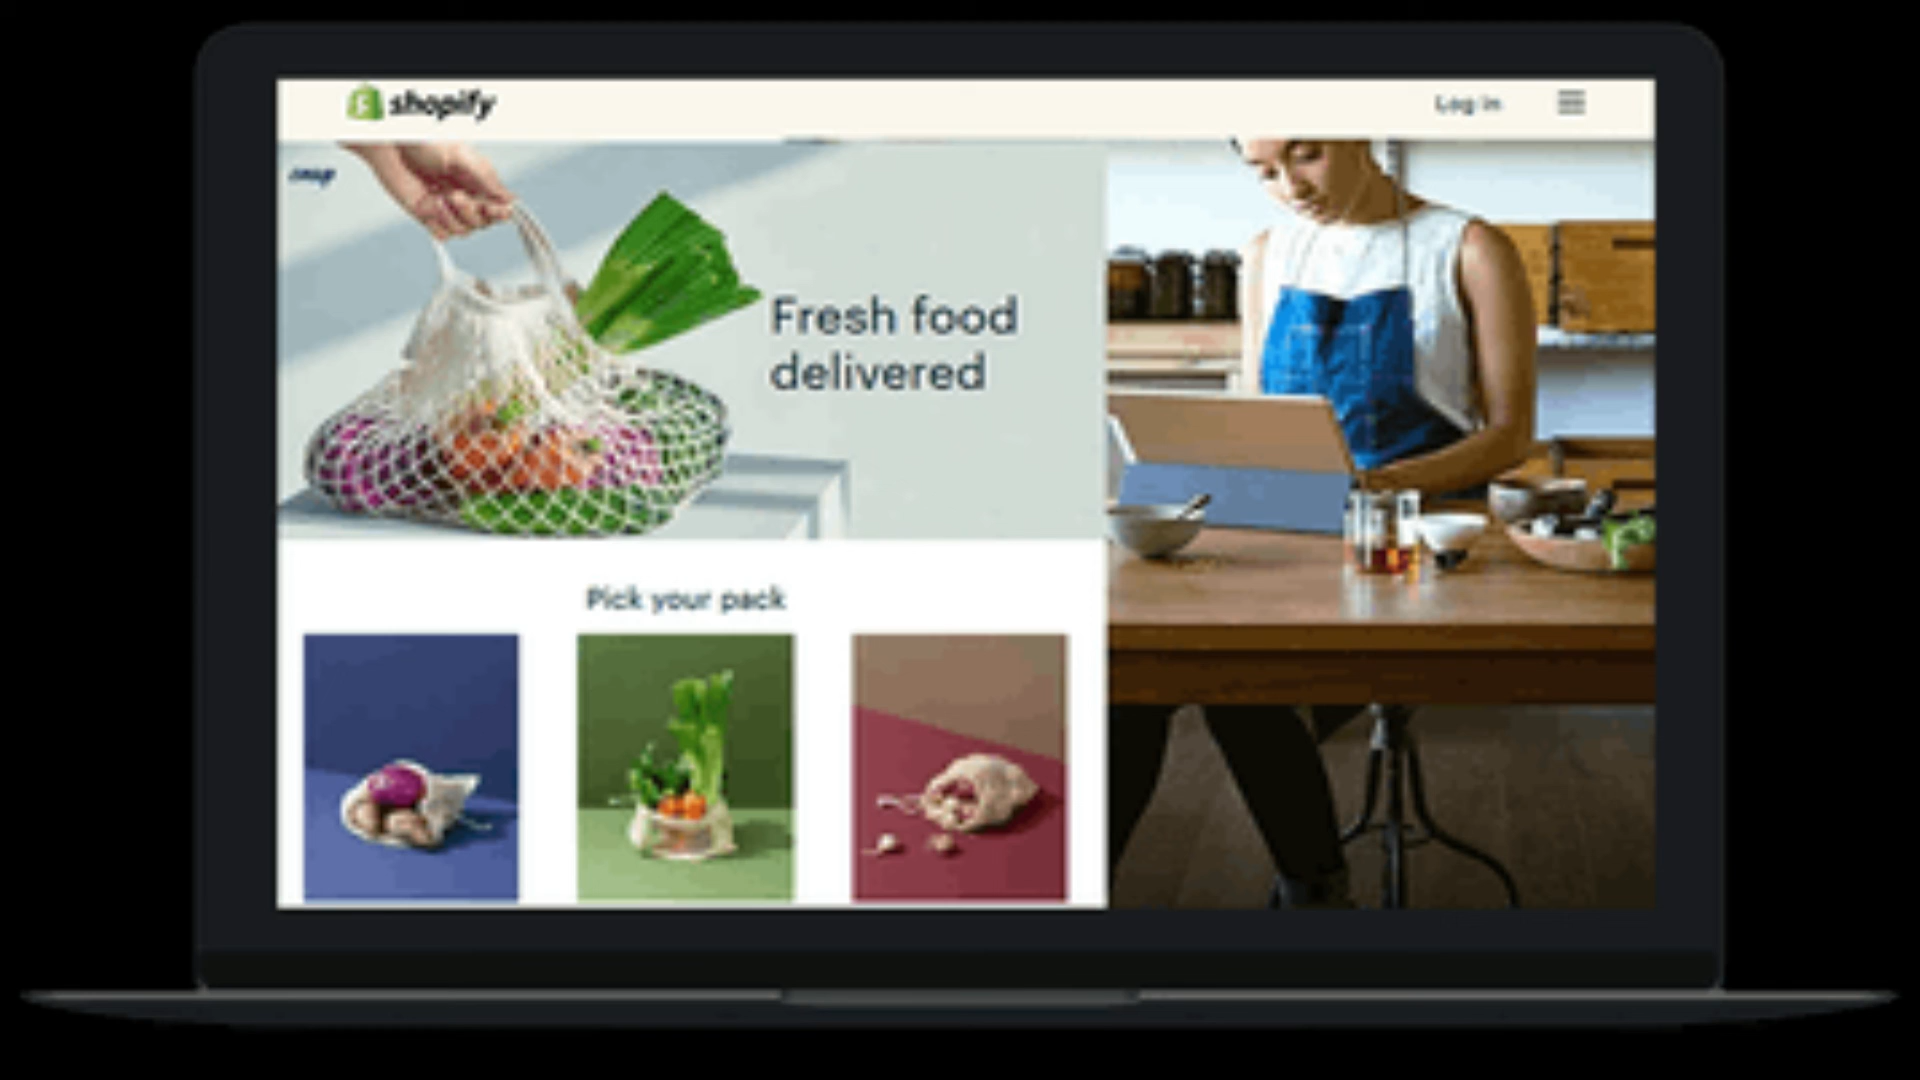 shopify
Log in
Fresh food
delivered
Pick your pack